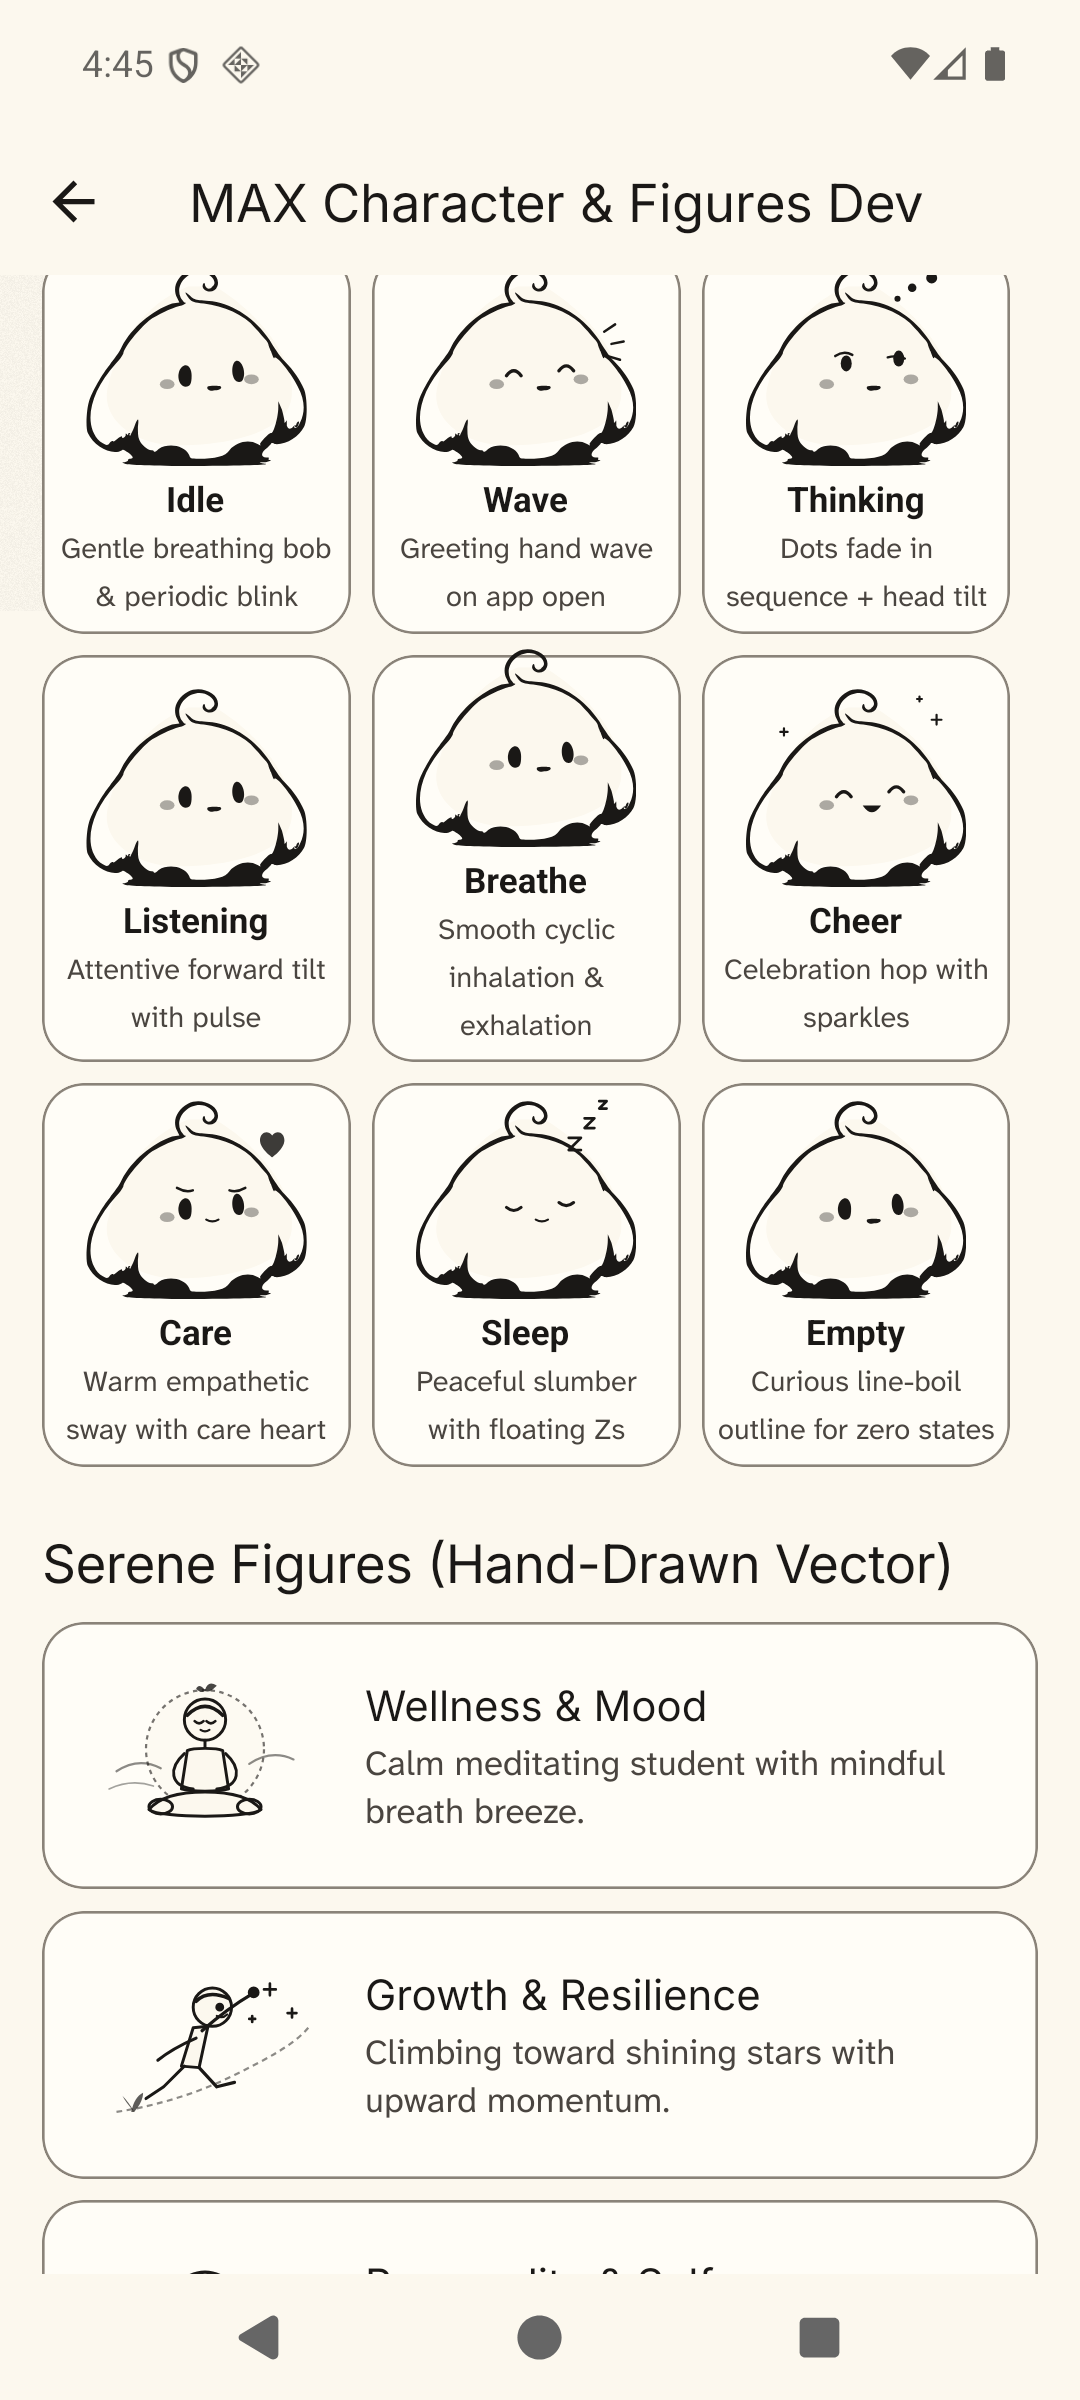 4:45
MAX Character & Figures Dev
Idle
Gentle breathing bob
& periodic blink
Wave
Greeting hand wave
on app open
Thinking
Dots fade in
sequence + head tilt
Listening
Attentive forward tilt
with pulse
Breathe
Smooth cyclic
inhalation &
exhalation
Cheer
Celebration hop with
sparkles
Care
Warm empathetic
sway with care heart
z
z
z
Sleep
Peaceful slumber
with floating Zs
Empty
Curious line-boil
outline for zero states
Serene Figures (Hand-Drawn Vector)
Wellness & Mood
Calm meditating student with mindful
breath breeze.
Growth & Resilience
Climbing toward shining stars with
upward momentum.